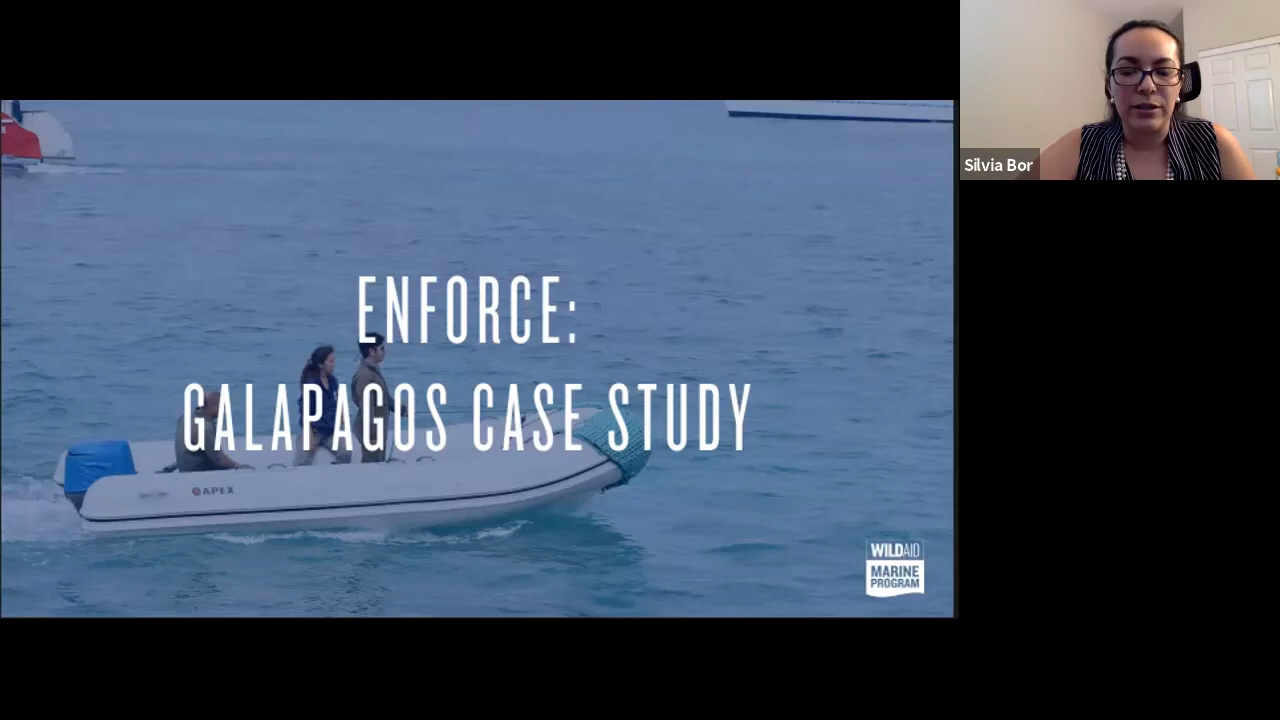 ENFORCE:
GALAPAGOS CASE STUDY
APEX
WILDAID
MARINE
PROGRAM
Silvia Bor